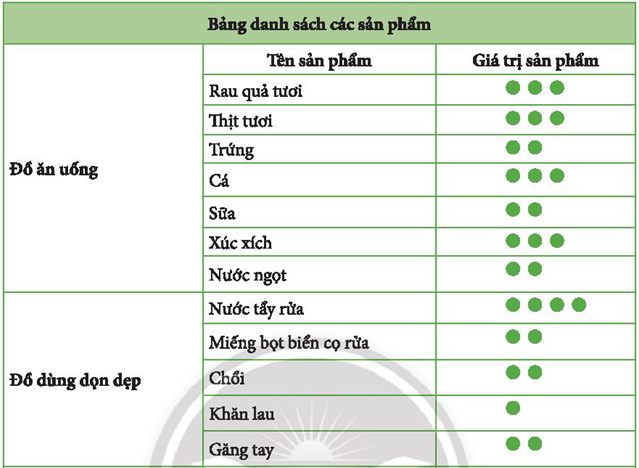 Bảng danh sách các sản phẩm
Tên sản phẩm Giá trị sản phẩm
Đồ ăn uống
Rau quả tươi
Thịt tươi
Trứng
Cá
Sữa
Xúc xích
Nước ngọt
Đồ dùng dọn dẹp
Nước tẩy rửa
Miếng bọt biển cọ rửa
Chổi
Khăn lau
Găng tay